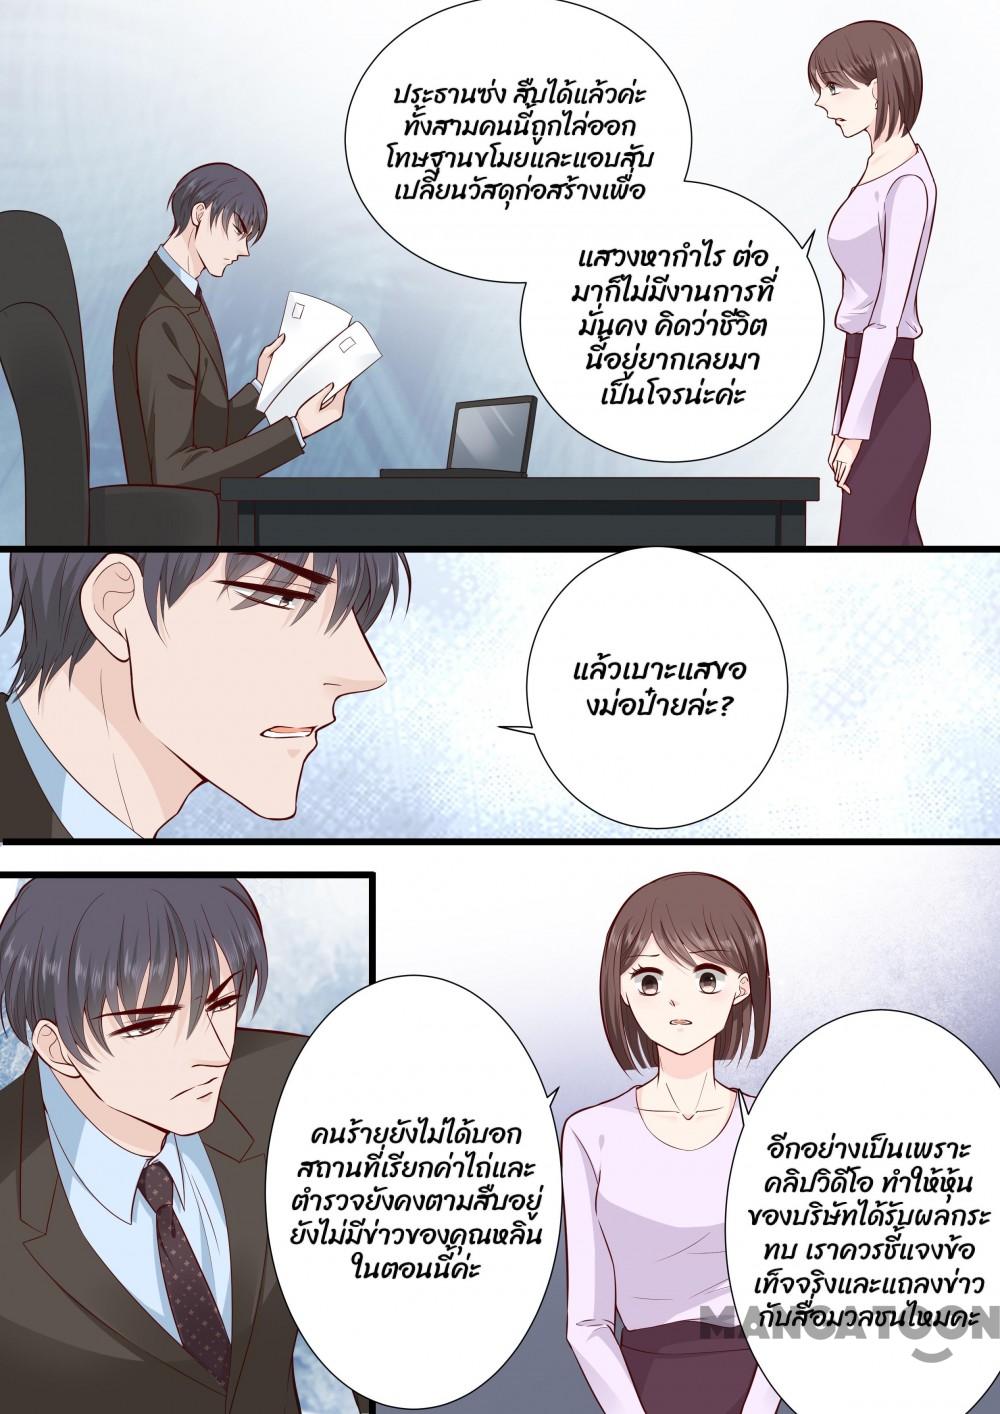 ประธานซ่ง สืบได้แล้วค่ะ
ทั้งสามคนนี้ถูกไล่ออก
โทษฐานขโมยและแอบสับ
เปลี่ยนวัสดุก่อสร้างเพื่อ
แสวงหากำไร ต่อ
มาก็ไม่มีงานการที่
มั่นคง คิดว่าชีวิต
นี้อยู่ยากเลยมา
เป็นโจรน่ะค่ะ
แล้วเบาะแสขอ
งม่อป๋ายล่ะ?
คนร้ายยังไม่ได้บอก
สถานที่เรียกค่าไถ่และ
ตำรวจยังคงตามสืบอยู่
ยังไม่มีข่าวของคุณหลิน
ในตอนนี้ค่ะ
อีกอย่างเป็นเพราะ
คลิปวิดีโอ ทำให้หุ้น
ของบริษัทได้รับผลกระ
ทบ เราควรชี้แจงข้อ
เท็จจริงและแถลงข่าว
กับสื่อมวลชนไหมคะ
MANGATOON